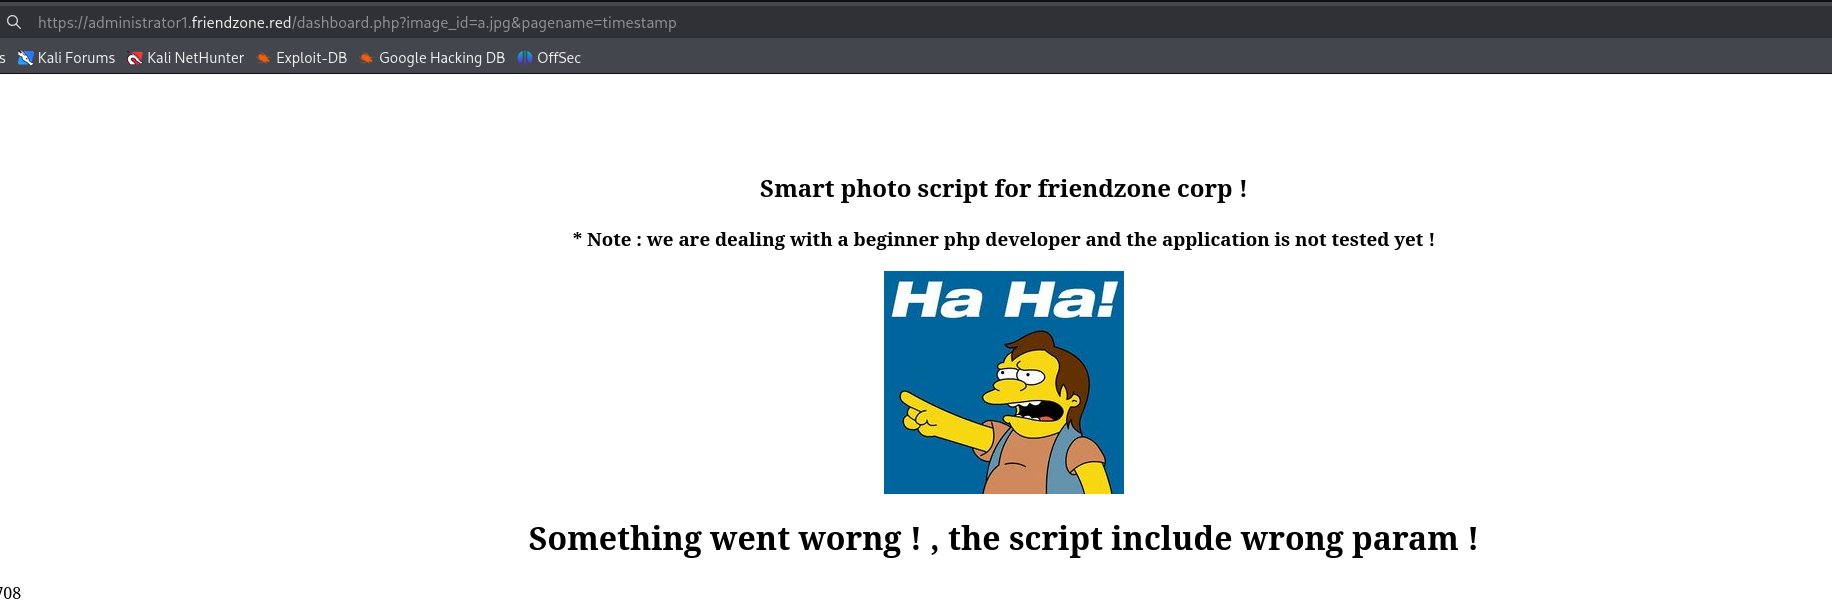 https://administrator1.friendzone.red/dashboard.php?image_id=a.jpg&pagename=timestamp
s Kali Forums Kali NetHunter Exploit-DB Google Hacking DB OffSec
Smart photo script for friendzone corp !
* Note : we are dealing with a beginner php developer and the application is not tested yet !
Ha Ha!
Something went worng ! , the script include wrong param !
708